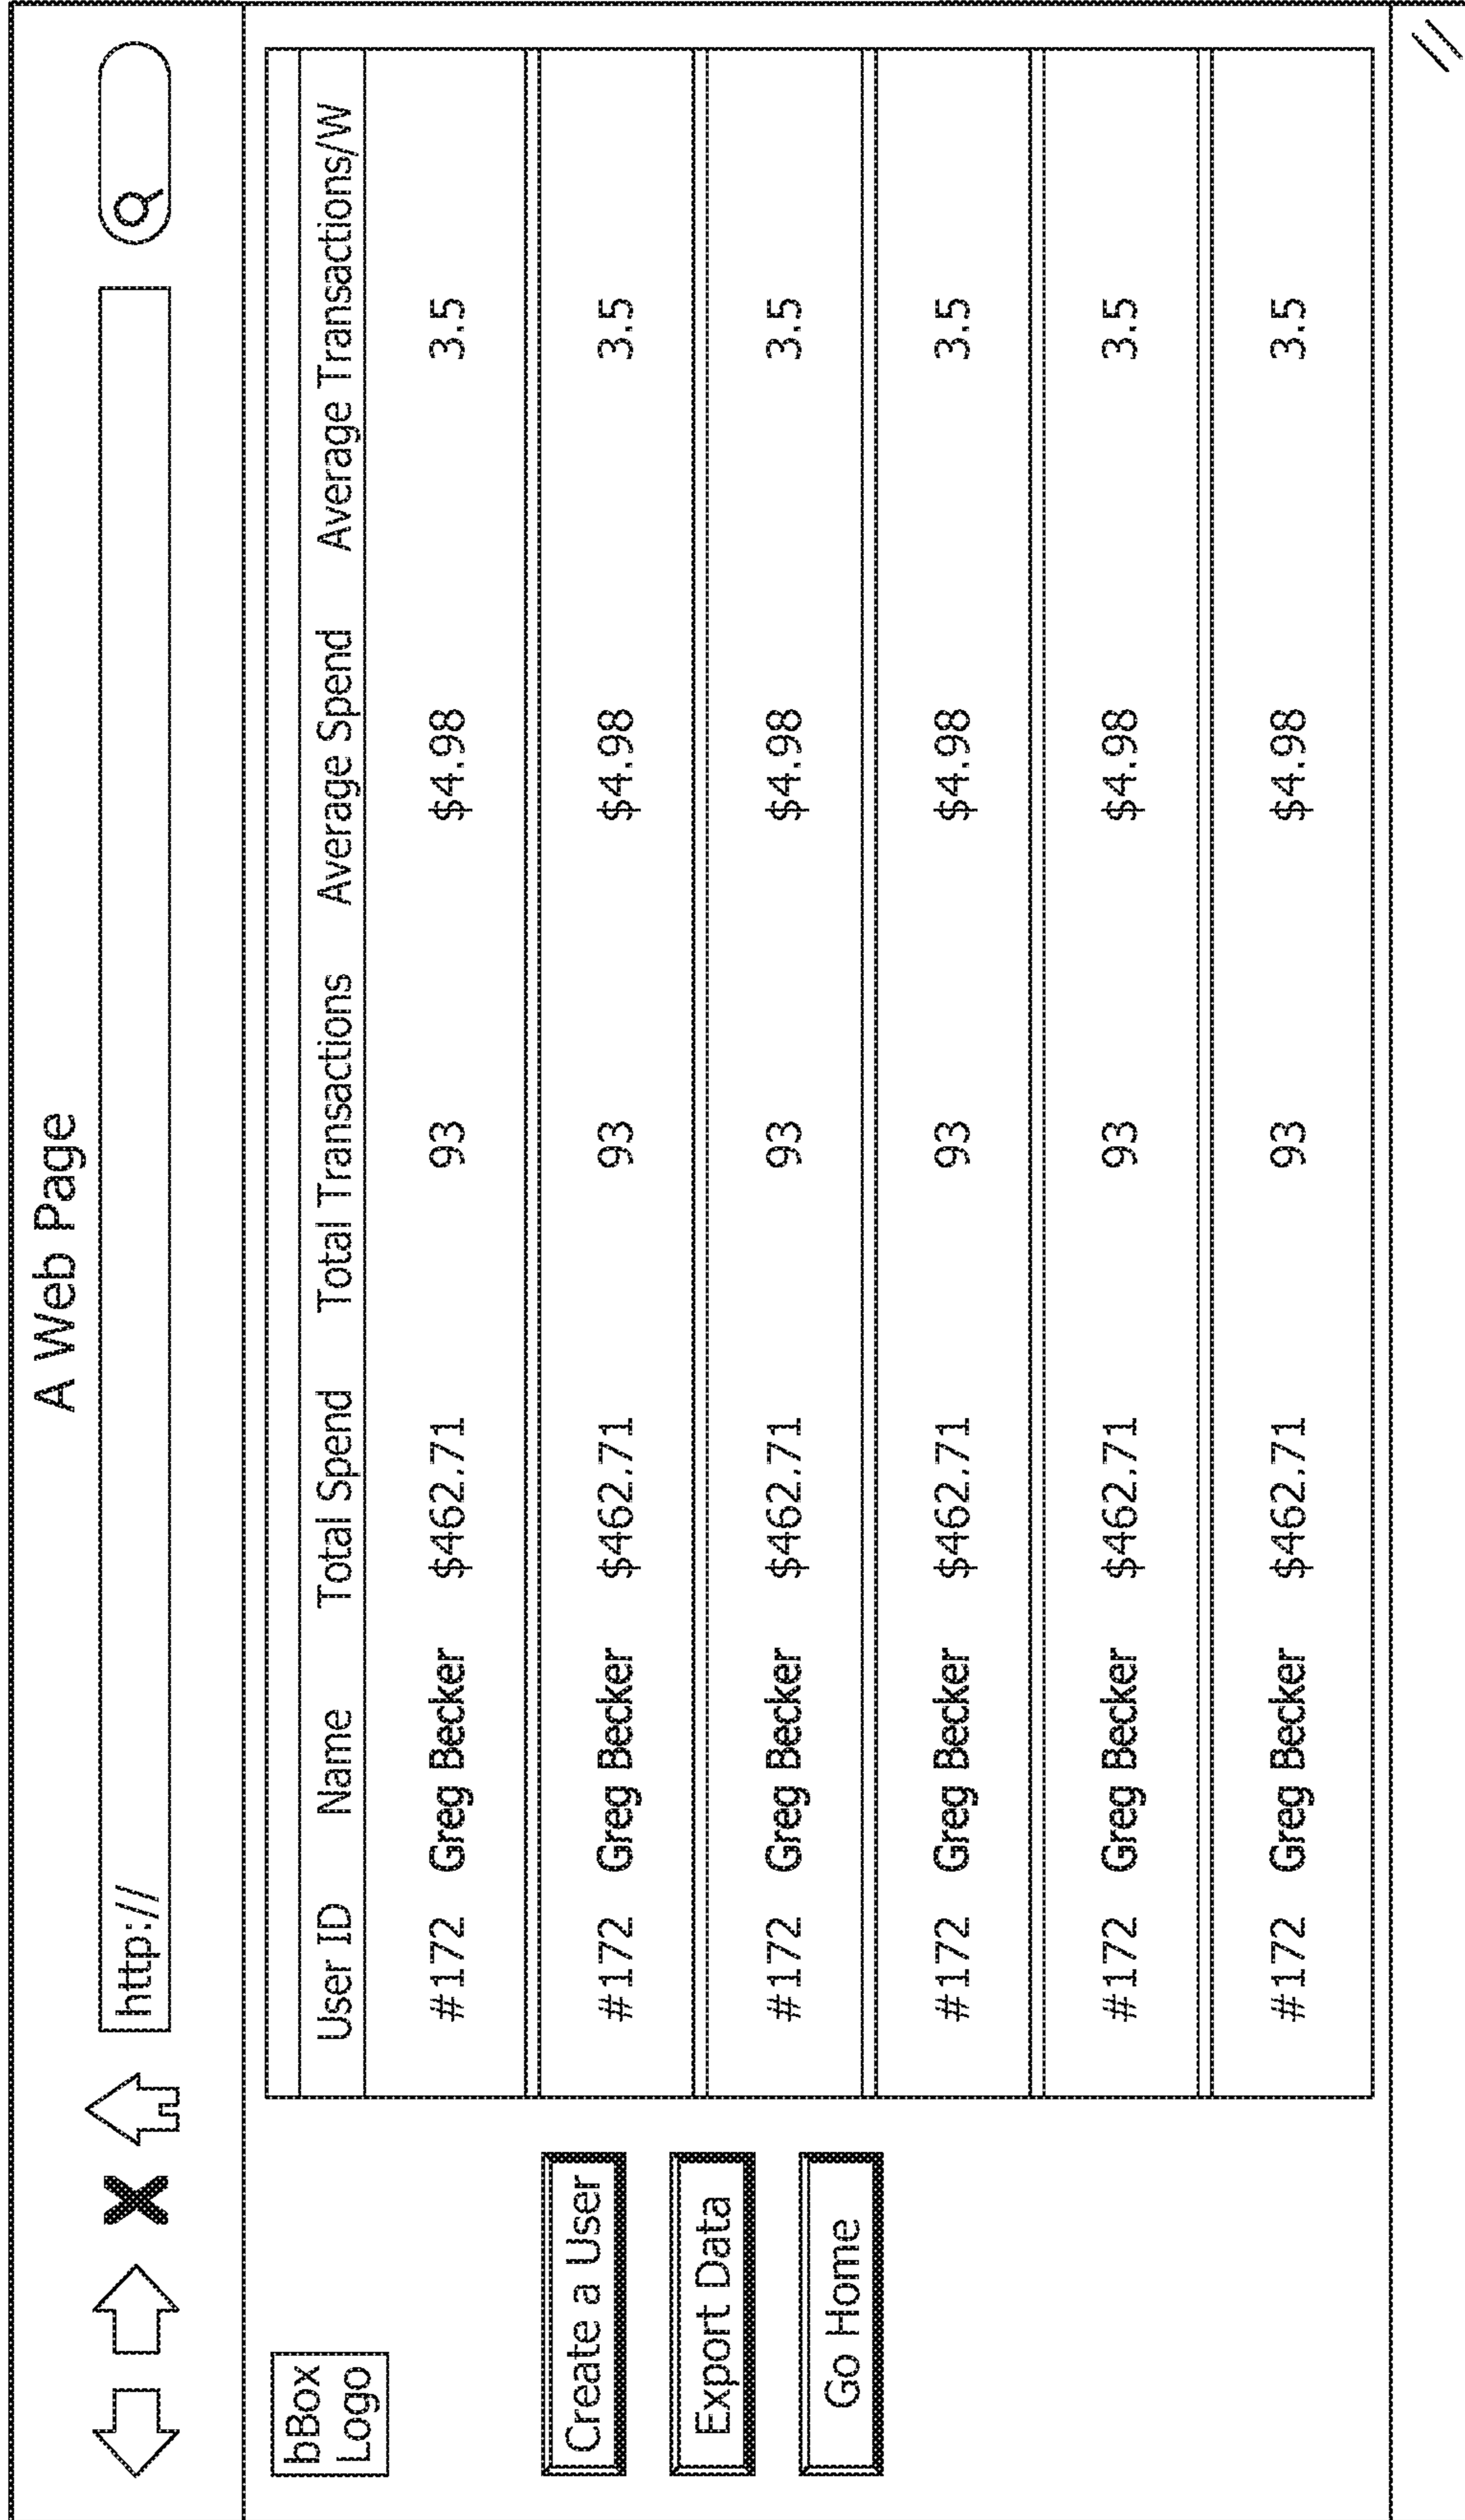 A Web Page
http://
bBox
Logo
Create a User
Export Data
Go Home
User ID Name Total Spend Total Transactions Average Spend Average Transactions/W
#172 Greg Becker $462.71 93 $4.98 3.5
#172 Greg Becker $462.71 93 $4.98 3.5
#172 Greg Becker $462.71 93 $4.98 3.5
#172 Greg Becker $462.71 93 $4.98 3.5
#172 Greg Becker $462.71 93 $4.98 3.5
#172 Greg Becker $462.71 93 $4.98 3.5